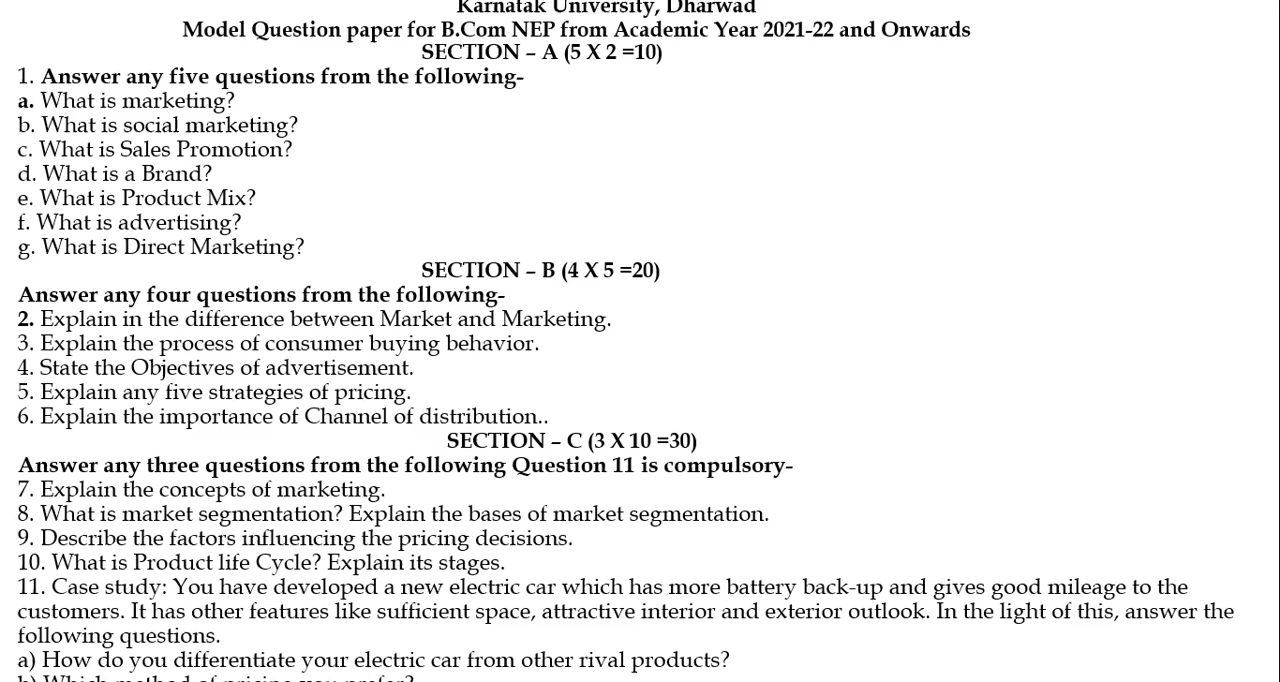 Karnatak University, Dharwad
Model Question paper for B.Com NEP from Academic Year 2021-22 and Onwards
SECTION – A (5 X 2 =10)
1. Answer any five questions from the following-
a. What is marketing?
b. What is social marketing?
c. What is Sales Promotion?
d. What is a Brand?
e. What is Product Mix?
f. What is advertising?
g. What is Direct Marketing?
SECTION – B (4 X 5 =20)
Answer any four questions from the following-
2. Explain in the difference between Market and Marketing.
3. Explain the process of consumer buying behavior.
4. State the Objectives of advertisement.
5. Explain any five strategies of pricing.
6. Explain the importance of Channel of distribution..
SECTION – C (3 X 10 =30)
Answer any three questions from the following Question 11 is compulsory-
7. Explain the concepts of marketing.
8. What is market segmentation? Explain the bases of market segmentation.
9. Describe the factors influencing the pricing decisions.
10. What is Product life Cycle? Explain its stages.
11. Case study: You have developed a new electric car which has more battery back-up and gives good mileage to the
customers. It has other features like sufficient space, attractive interior and exterior outlook. In the light of this, answer the
following questions.
a) How do you differentiate your electric car from other rival products?
b) Which method of pricing you prefer?